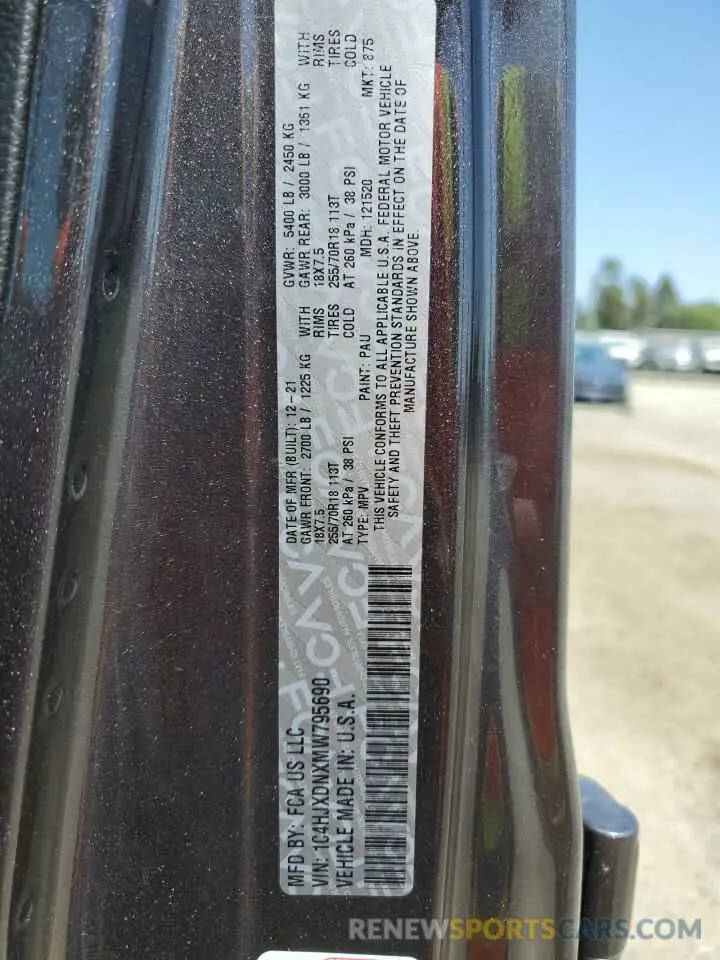 MFD BY: FCA US LLC
VIN: 1C4HJXDNXMW795690
VEHICLE MADE IN: U.S.A.
DATE OF MFR (BUILT): 12-21 GVWR: 5400 LB / 2450 KG
GAWR FRONT: 2700 LB / 1225 KG WITH GAWR REAR: 3000 LB / 1361 KG WITH
18X7.5 RIMS 18X7.5 RIMS
255/70R18 113T TIRES 255/70R18 113T TIRES
AT 260 kPa / 38 PSI COLD AT 260 kPa / 38 PSI COLD
TYPE: MPV PAINT: PAU MDH: 121520 MKT: 875
THIS VEHICLE CONFORMS TO ALL APPLICABLE U.S.A. FEDERAL MOTOR VEHICLE
SAFETY AND THEFT PREVENTION STANDARDS IN EFFECT ON THE DATE OF
MANUFACTURE SHOWN ABOVE.
RENEWSPORTSCARS.COM